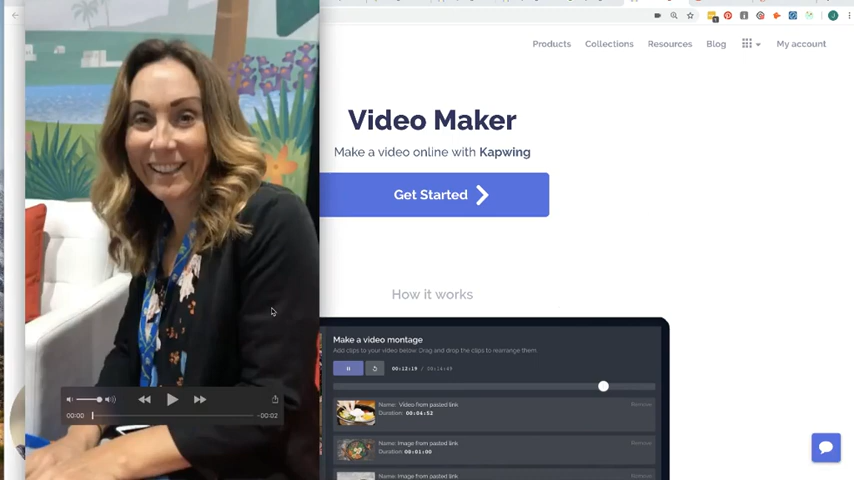 Products Collections Resources Blog My account
Video Maker
Make a video online with Kapwing
Get Started
How it works
Make a video montage
Add clips to your video below. Drag and drop the clips to rearrange them.
00:12:19 / 00:14:49
Name: Video from pasted link
Remove
Duration: 00:04:52
Name: Image from pasted link
Remove
Duration: 00:01:00
Name: Image from pasted link
00:00
-00:02